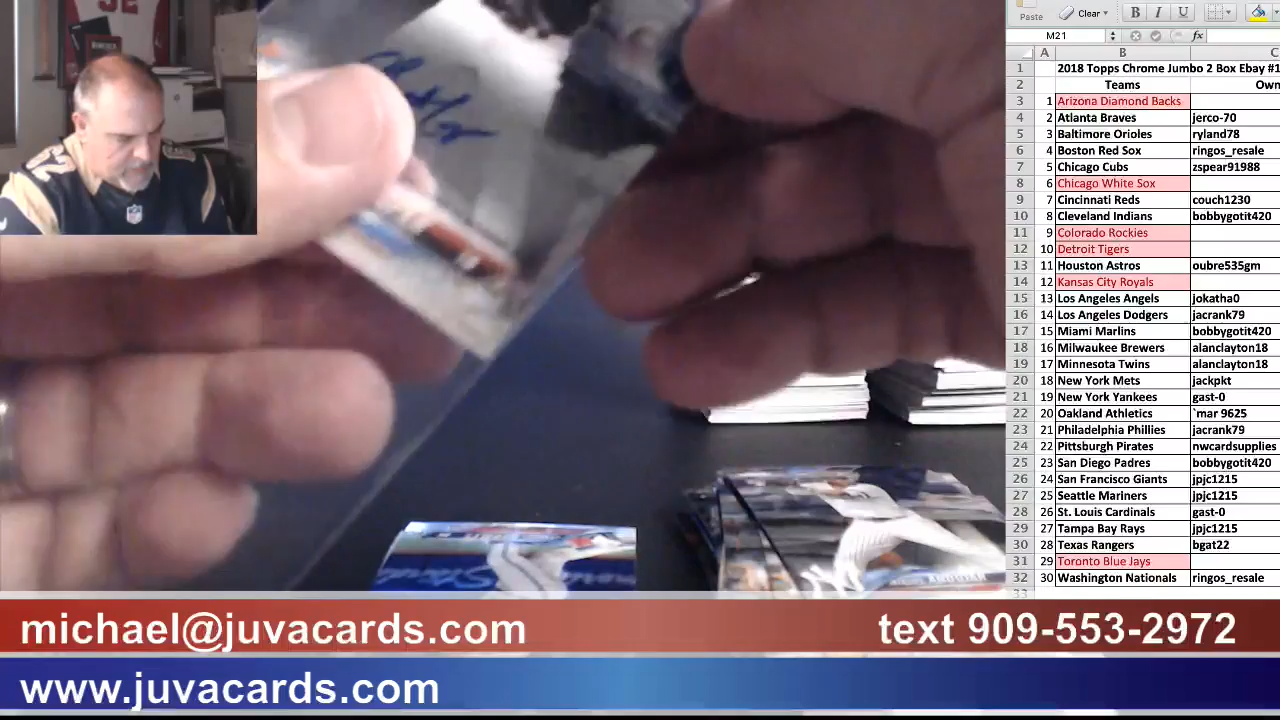 Paste
Clear
B I U
M21
fx
A B C
1 2018 Topps Chrome Jumbo 2 Box Ebay #1
2 Teams Own
3 1 Arizona Diamond Backs
4 2 Atlanta Braves jerco-70
5 3 Baltimore Orioles ryland78
6 4 Boston Red Sox ringos_resale
7 5 Chicago Cubs zspear91988
8 6 Chicago White Sox
9 7 Cincinnati Reds couch1230
10 8 Cleveland Indians bobbygotit420
11 9 Colorado Rockies
12 10 Detroit Tigers
13 11 Houston Astros oubre535gm
14 12 Kansas City Royals
15 13 Los Angeles Angels jokatha0
16 14 Los Angeles Dodgers jacrank79
17 15 Miami Marlins bobbygotit420
18 16 Milwaukee Brewers alanclayton18
19 17 Minnesota Twins alanclayton18
20 18 New York Mets jackpkt
21 19 New York Yankees gast-0
22 20 Oakland Athletics `mar 9625
23 21 Philadelphia Phillies jacrank79
24 22 Pittsburgh Pirates nwcardsupplies
25 23 San Diego Padres bobbygotit420
26 24 San Francisco Giants jpjc1215
27 25 Seattle Mariners jpjc1215
28 26 St. Louis Cardinals gast-0
29 27 Tampa Bay Rays jpjc1215
30 28 Texas Rangers bgat22
31 29 Toronto Blue Jays
32 30 Washington Nationals ringos_resale
33
michael@juvacards.com
text 909-553-2972
www.juvacards.com